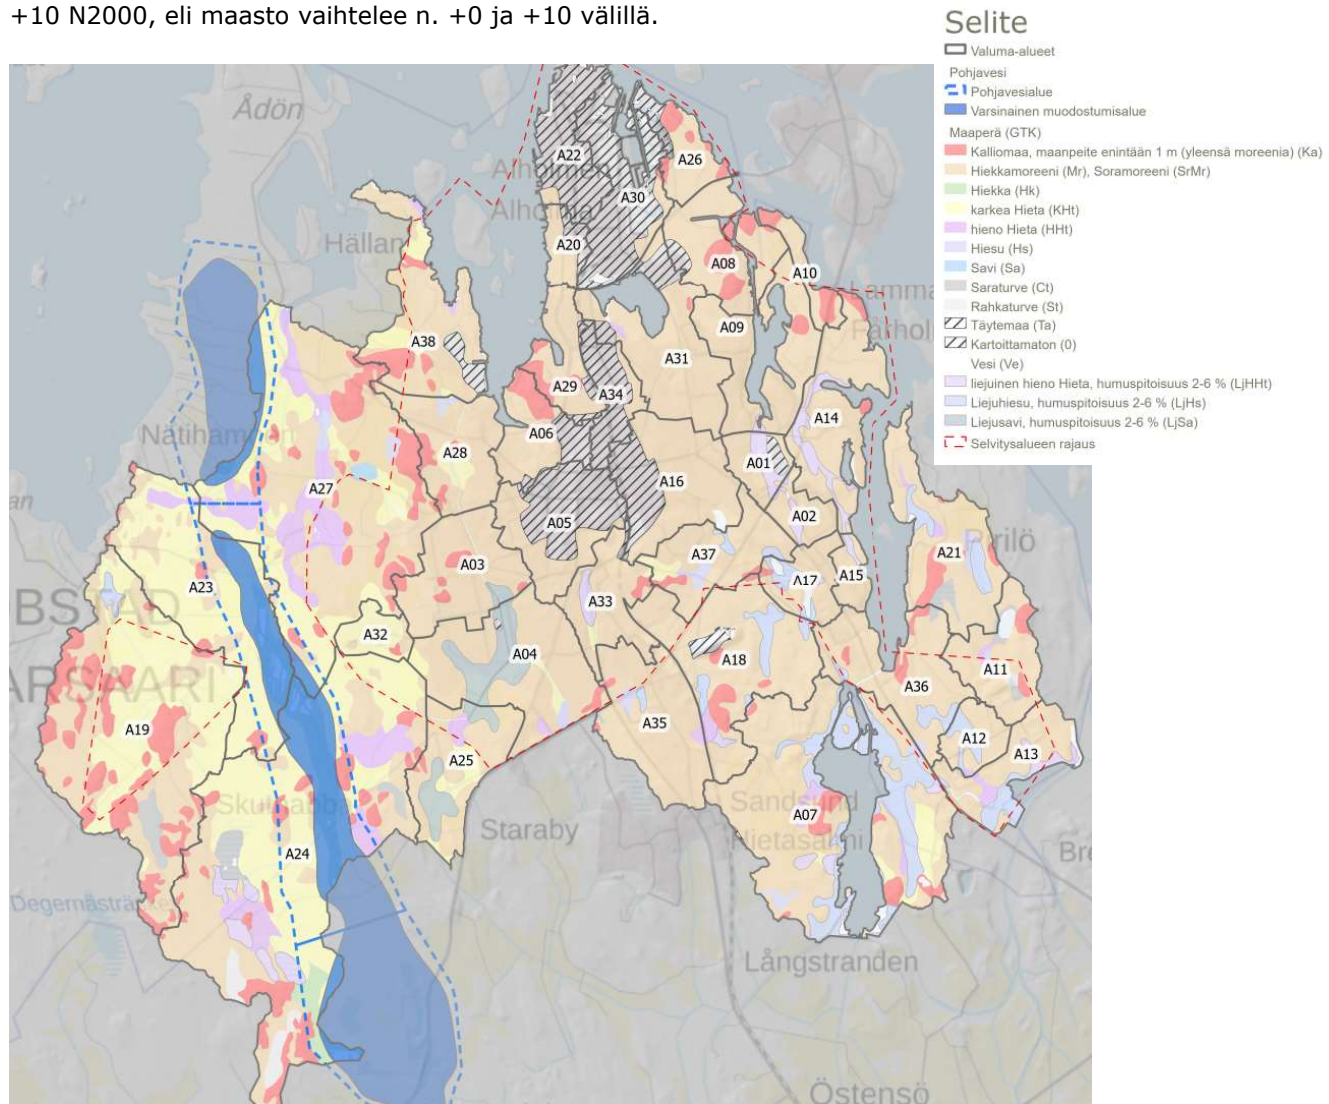 +10 N2000, eli maasto vaihtelee n. +0 ja +10 välillä.
Selite
Valuma-alueet
Pohjavesi
Pohjavesialue
Varsinainen muodostumisalue
Maaperä (GTK)
Kalliomaa, maanpeite enintään 1 m (yleensä moreenia) (Ka)
Hiekkamoreeni (Mr), Soramoreeni (SrMr)
Hiekka (Hk)
karkea Hieta (KHt)
hieno Hieta (HHt)
Hiesu (Hs)
Savi (Sa)
Saraturve (Ct)
Rahkaturve (St)
Täytemaa (Ta)
Kartoittamaton (0)
Vesi (Ve)
liejuinen hieno Hieta, humuspitoisuus 2-6 % (LjHHt)
Liejuhiesu, humuspitoisuus 2-6 % (LjHs)
Liejusavi, humuspitoisuus 2-6 % (LjSa)
Selvitysalueen rajaus
Ådön
A22
A26
Alholmen
A30
Alholma
Hällan
A20
A08
A10
A09
A38
A31
A29
A34
Nätihamnen
A06
A14
A28
A01
A27
A16
A05
A02
A37
A21
A03
A17
A15
A23
A33
A32
A04
A18
A11
A36
A19
A35
A12
A13
A25
Sandsund
A07
Staraby
Hietasalmi
A24
Långstranden
Östensö